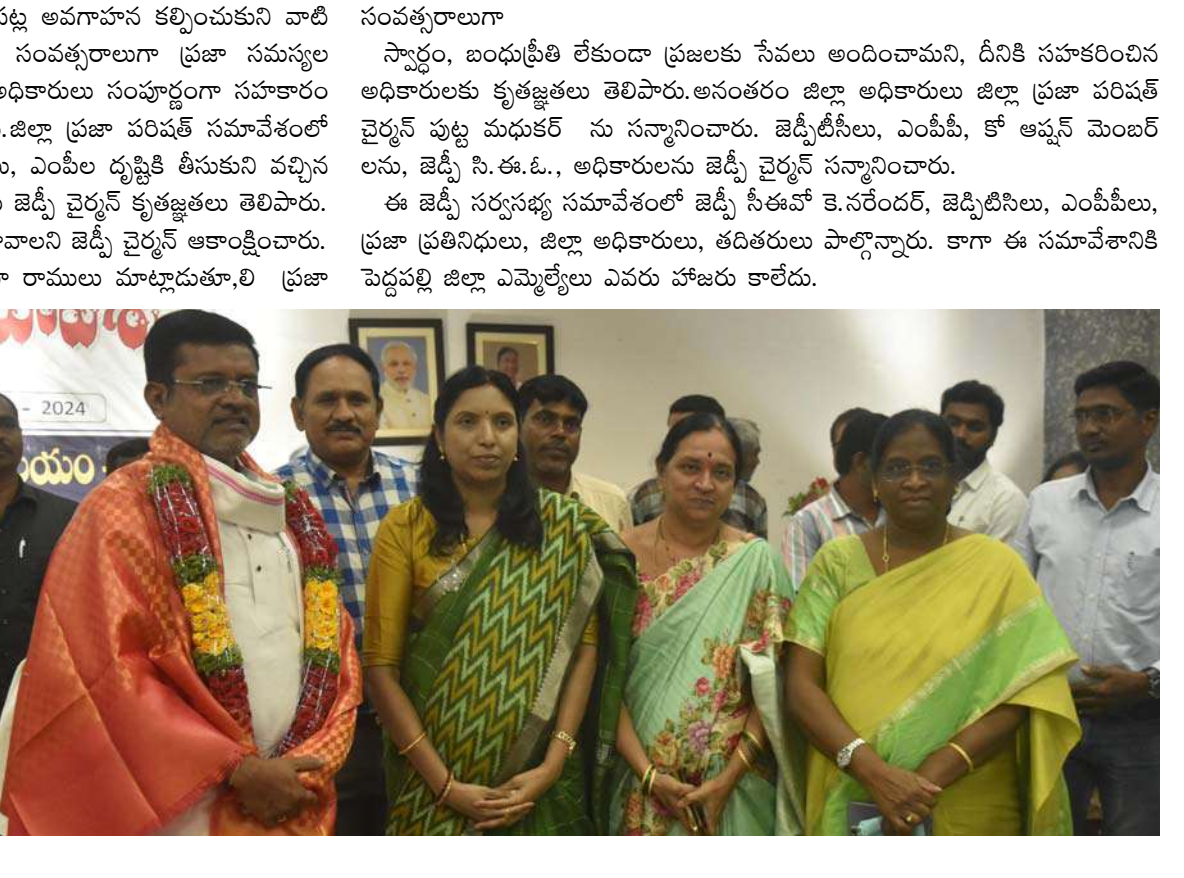 పట్ల అవగాహన కల్పించుకుని వాటి
సంవత్సరాలుగా ప్రజా సమస్యల
అధికారులు సంపూర్ణంగా సహకారం
.జిల్లా ప్రజా పరిషత్ సమావేశంలో
ఎంపీల దృష్టికి తీసుకుని వచ్చిన
జెడ్పీ చైర్మన్ కృతజ్ఞతలు తెలిపారు.
జెడ్పీ చైర్మన్ ఆకాంక్షించారు.
రాములు మాట్లాడుతూ,లి ప్రజా
సంవత్సరాలుగా
స్వార్థం, బంధుప్రీతి లేకుండా ప్రజలకు సేవలు అందించామని, దీనికి సహకరించిన
అధికారులకు కృతజ్ఞతలు తెలిపారు.అనంతరం జిల్లా అధికారులు జిల్లా ప్రజా పరిషత్
చైర్మన్ పుట్ట మధుకర్ ను సన్మానించారు. జెడ్పీటీసీలు, ఎంపీపీ, కో ఆప్షన్ మెంబర్
లను, జెడ్పీ సి.ఈ.ఓ., అధికారులను జెడ్పీ చైర్మన్ సన్మానించారు.
ఈ జెడ్పీ సర్వసభ్య సమావేశంలో జెడ్పీ సీఈవో కె.నరేందర్, జెడ్పిటిసిలు, ఎంపీపీలు,
ప్రజా ప్రతినిధులు, జిల్లా అధికారులు, తదితరులు పాల్గొన్నారు. కాగా ఈ సమావేశానికి
పెద్దపల్లి జిల్లా ఎమ్మెల్యేలు ఎవరు హాజరు కాలేదు.
- 2024